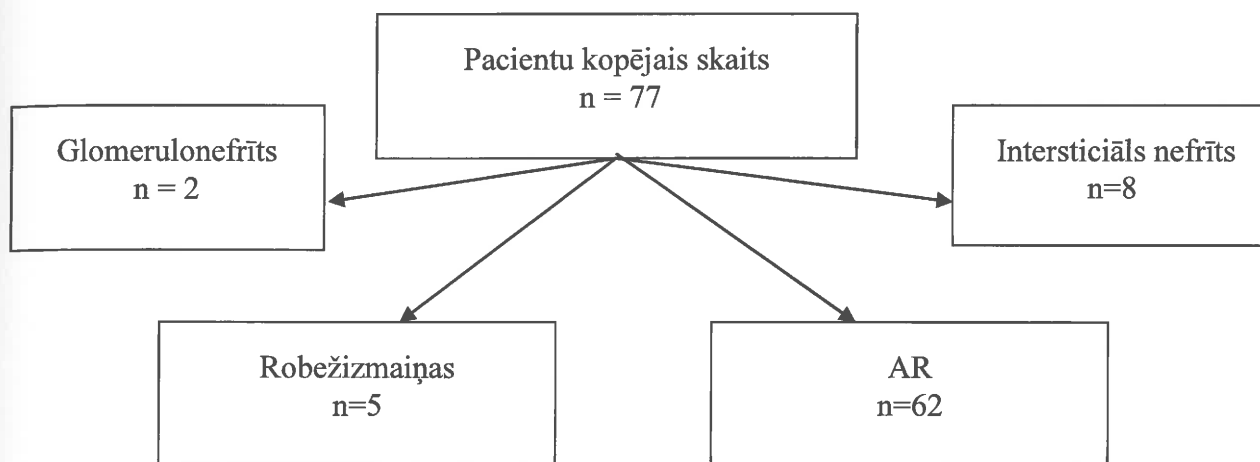 Pacientu kopējais skaits
n = 77
Glomerulonefrīts
n = 2
Intersticiāls nefrīts
n=8
Robežizmaiņas
n=5
AR
n=62